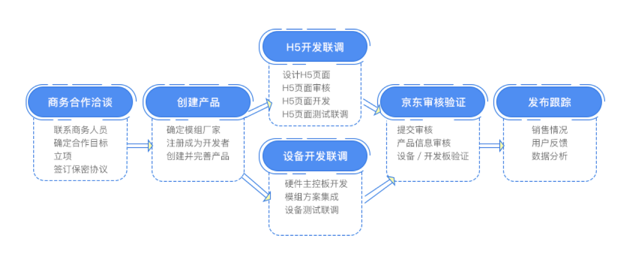 商务合作洽谈
联系商务人员
确定合作目标
立项
签订保密协议
创建产品
确定模组厂家
注册成为开发者
创建并完善产品
H5开发联调
设计H5页面
H5页面审核
H5页面开发
H5页面测试联调
设备开发联调
硬件主控板开发
模组方案集成
设备测试联调
京东审核验证
提交审核
产品信息审核
设备 / 开发板验证
发布跟踪
销售情况
用户反馈
数据分析